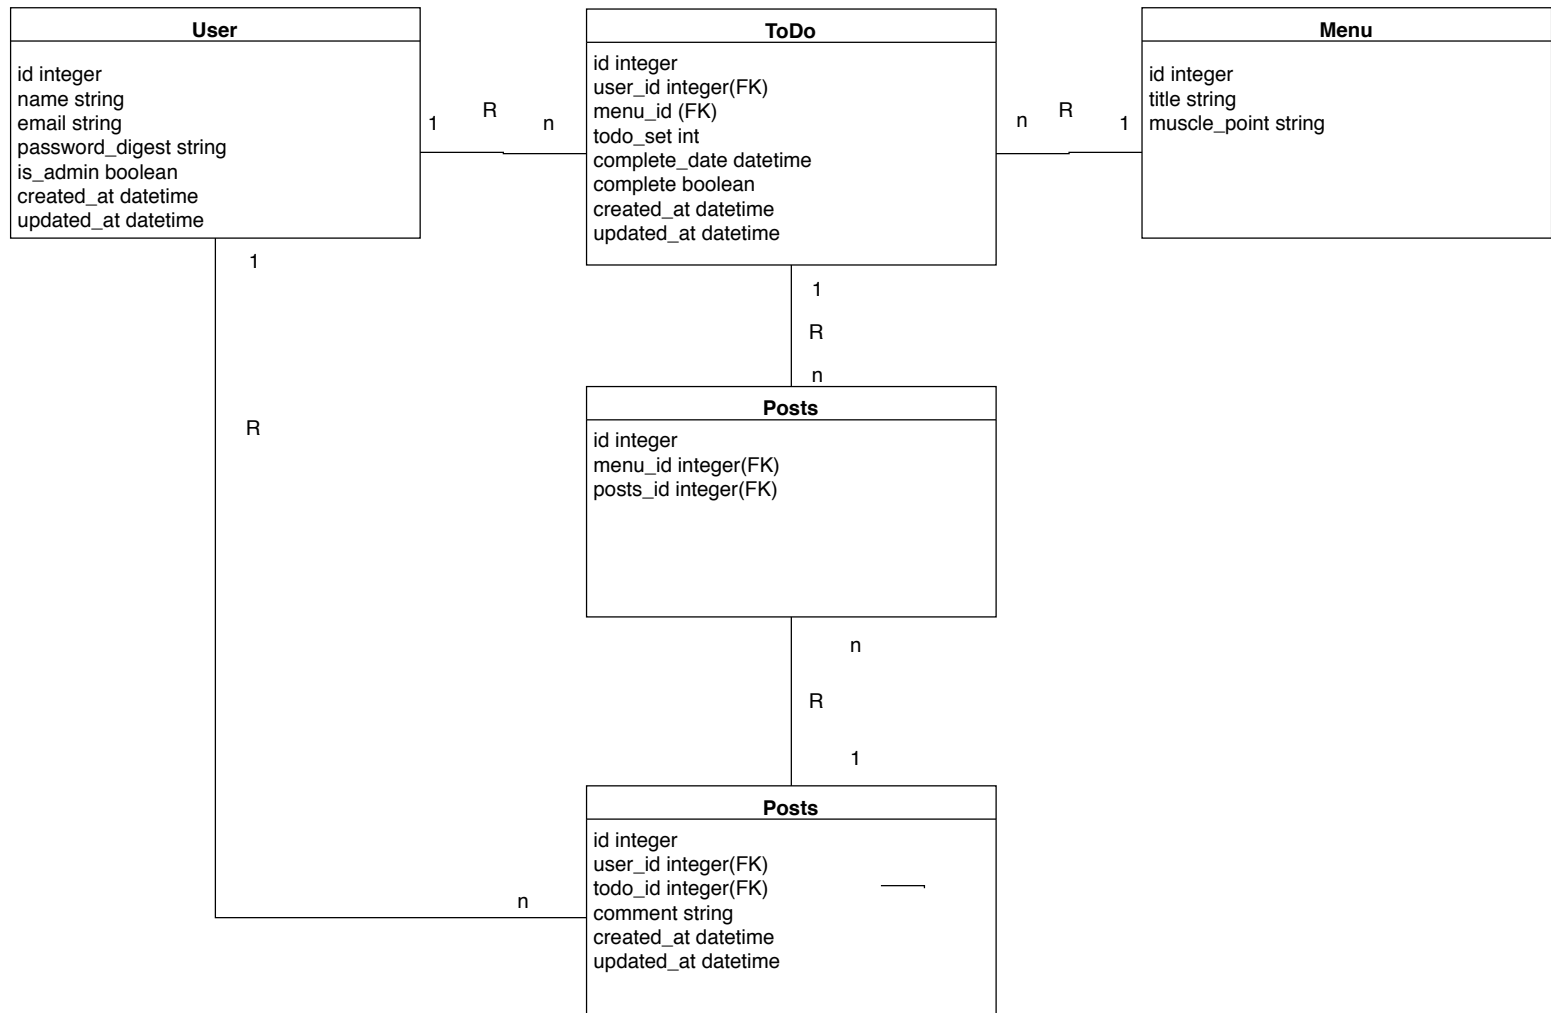 User
id integer
name string
email string
password_digest string
is_admin boolean
created_at datetime
updated_at datetime
1
R
n
ToDo
id integer
user_id integer(FK)
menu_id (FK)
todo_set int
complete_date datetime
complete boolean
created_at datetime
updated_at datetime
n
R
1
Menu
id integer
title string
muscle_point string
1
R
n
1
R
n
Posts
id integer
menu_id integer(FK)
posts_id integer(FK)
n
R
1
Posts
id integer
user_id integer(FK)
todo_id integer(FK)
comment string
created_at datetime
updated_at datetime